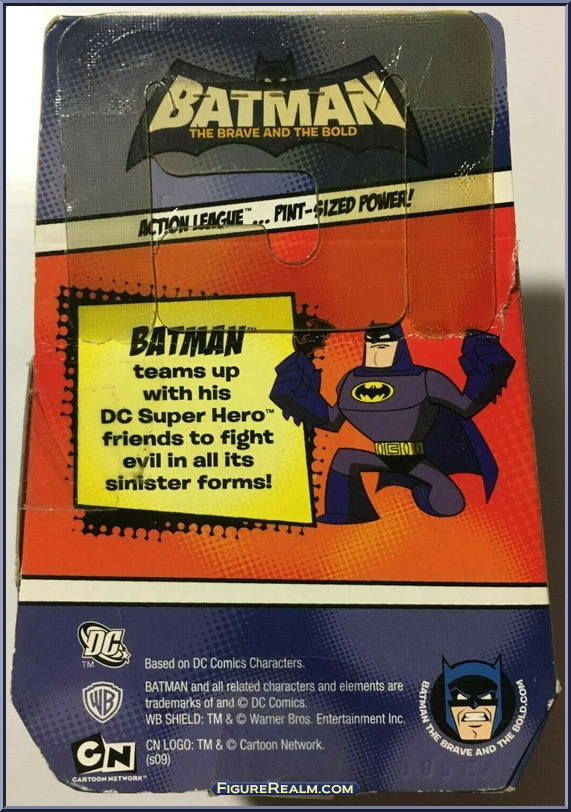 BATMAN
THE BRAVE AND THE BOLD
ACTION LEAGUE™... PINT-SIZED POWER!
BATMAN™
teams up
with his
DC Super Hero™
friends to fight
evil in all its
sinister forms!
DC
TM
Based on DC Comics Characters.
WB
BATMAN and all related characters and elements are
trademarks of and © DC Comics.
WB SHIELD: TM & © Warner Bros. Entertainment Inc.
CN
CARTOON NETWORK™
CN LOGO: TM & © Cartoon Network.
(s09)
BATMAN THE BRAVE AND THE BOLD.COM
FIGUREREALM.COM